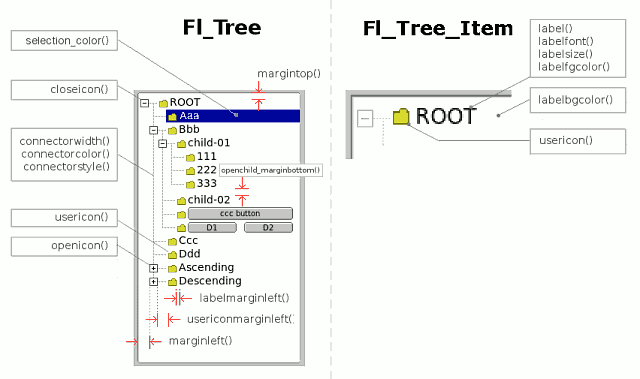 Fl_Tree
Fl_Tree_Item
selection_color()
closeicon()
connectorwidth()
connectorcolor()
connectorstyle()
usericon()
openicon()
margintop()
ROOT
Aaa
Bbb
child-01
111
222
openchild_marginbottom()
333
child-02
ccc button
D1
D2
Ccc
Ddd
Ascending
Descending
labelmarginleft()
usericonmarginleft()
marginleft()
label()
labelfont()
labelsize()
labelfgcolor()
labelbgcolor()
ROOT
usericon()